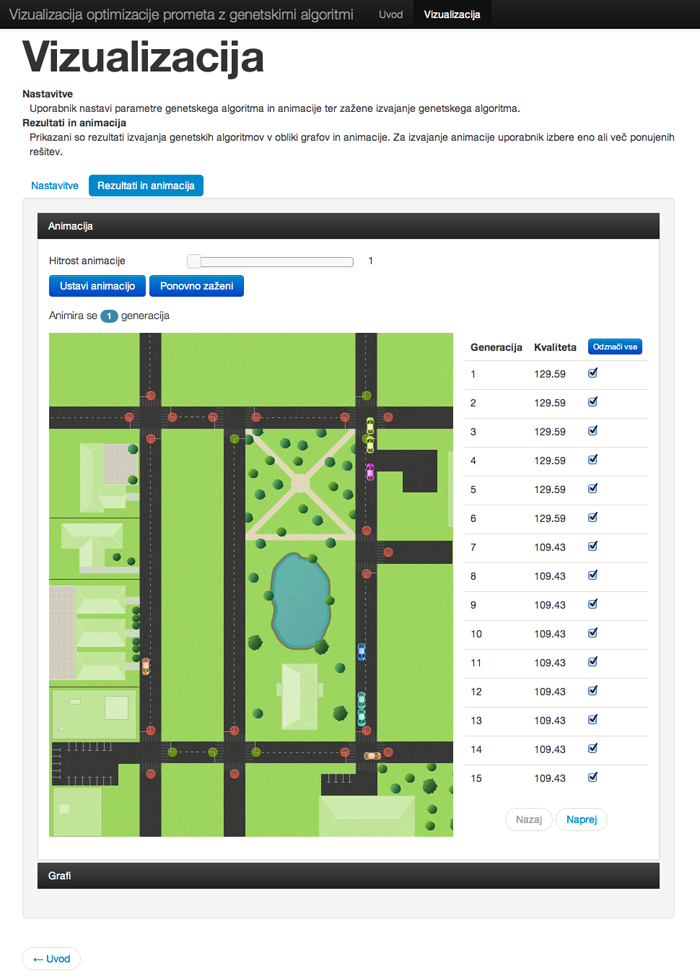 Vizualizacija optimizacije prometa z genetskimi algoritmi Uvod Vizualizacija
Vizualizacija
Nastavitve
Uporabnik nastavi parametre genetskega algoritma in animacije ter zažene izvajanje genetskega algoritma.
Rezultati in animacija
Prikazani so rezultati izvajanja genetskih algoritmov v obliki grafov in animacije. Za izvajanje animacije uporabnik izbere eno ali več ponujenih
rešitev.
Nastavitve Rezultati in animacija
Animacija
Hitrost animacije 1
Ustavi animacijo Ponovno zaženi
Animira se 1 generacija
Generacija Kvaliteta Odznači vse
1 129.59
2 129.59
3 129.59
4 129.59
5 129.59
6 129.59
7 109.43
8 109.43
9 109.43
10 109.43
11 109.43
12 109.43
13 109.43
14 109.43
15 109.43
Nazaj Naprej
Grafi
← Uvod